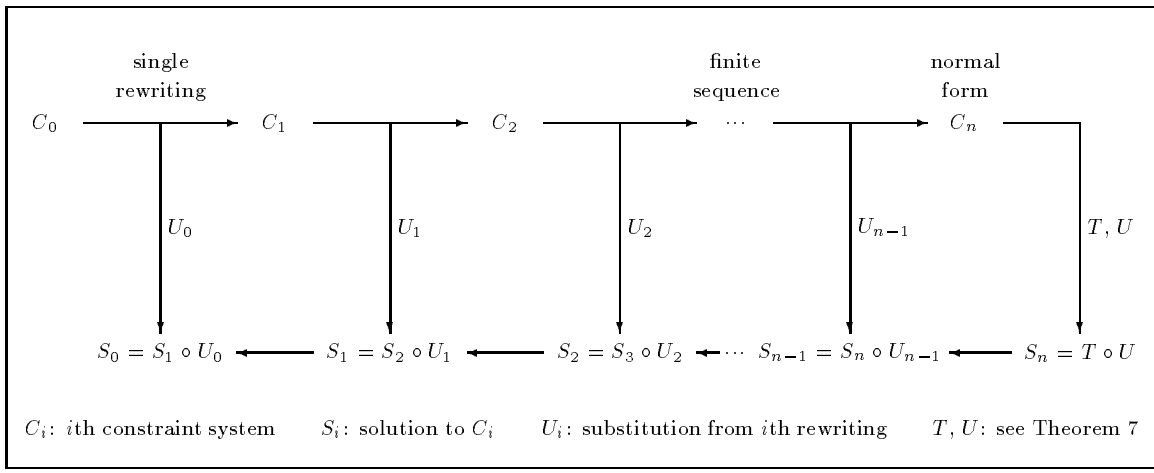 single finite normal
rewriting sequence form
C₀ C₁ C₂ ⋯ Cₙ
U₀ U₁ U₂ Uₙ₋₁ T, U
S₀ = S₁ ∘ U₀ S₁ = S₂ ∘ U₁ S₂ = S₃ ∘ U₂ ⋯ Sₙ₋₁ = Sₙ ∘ Uₙ₋₁ Sₙ = T ∘ U
Cᵢ: ith constraint system Sᵢ: solution to Cᵢ Uᵢ: substitution from ith rewriting T, U: see Theorem 7